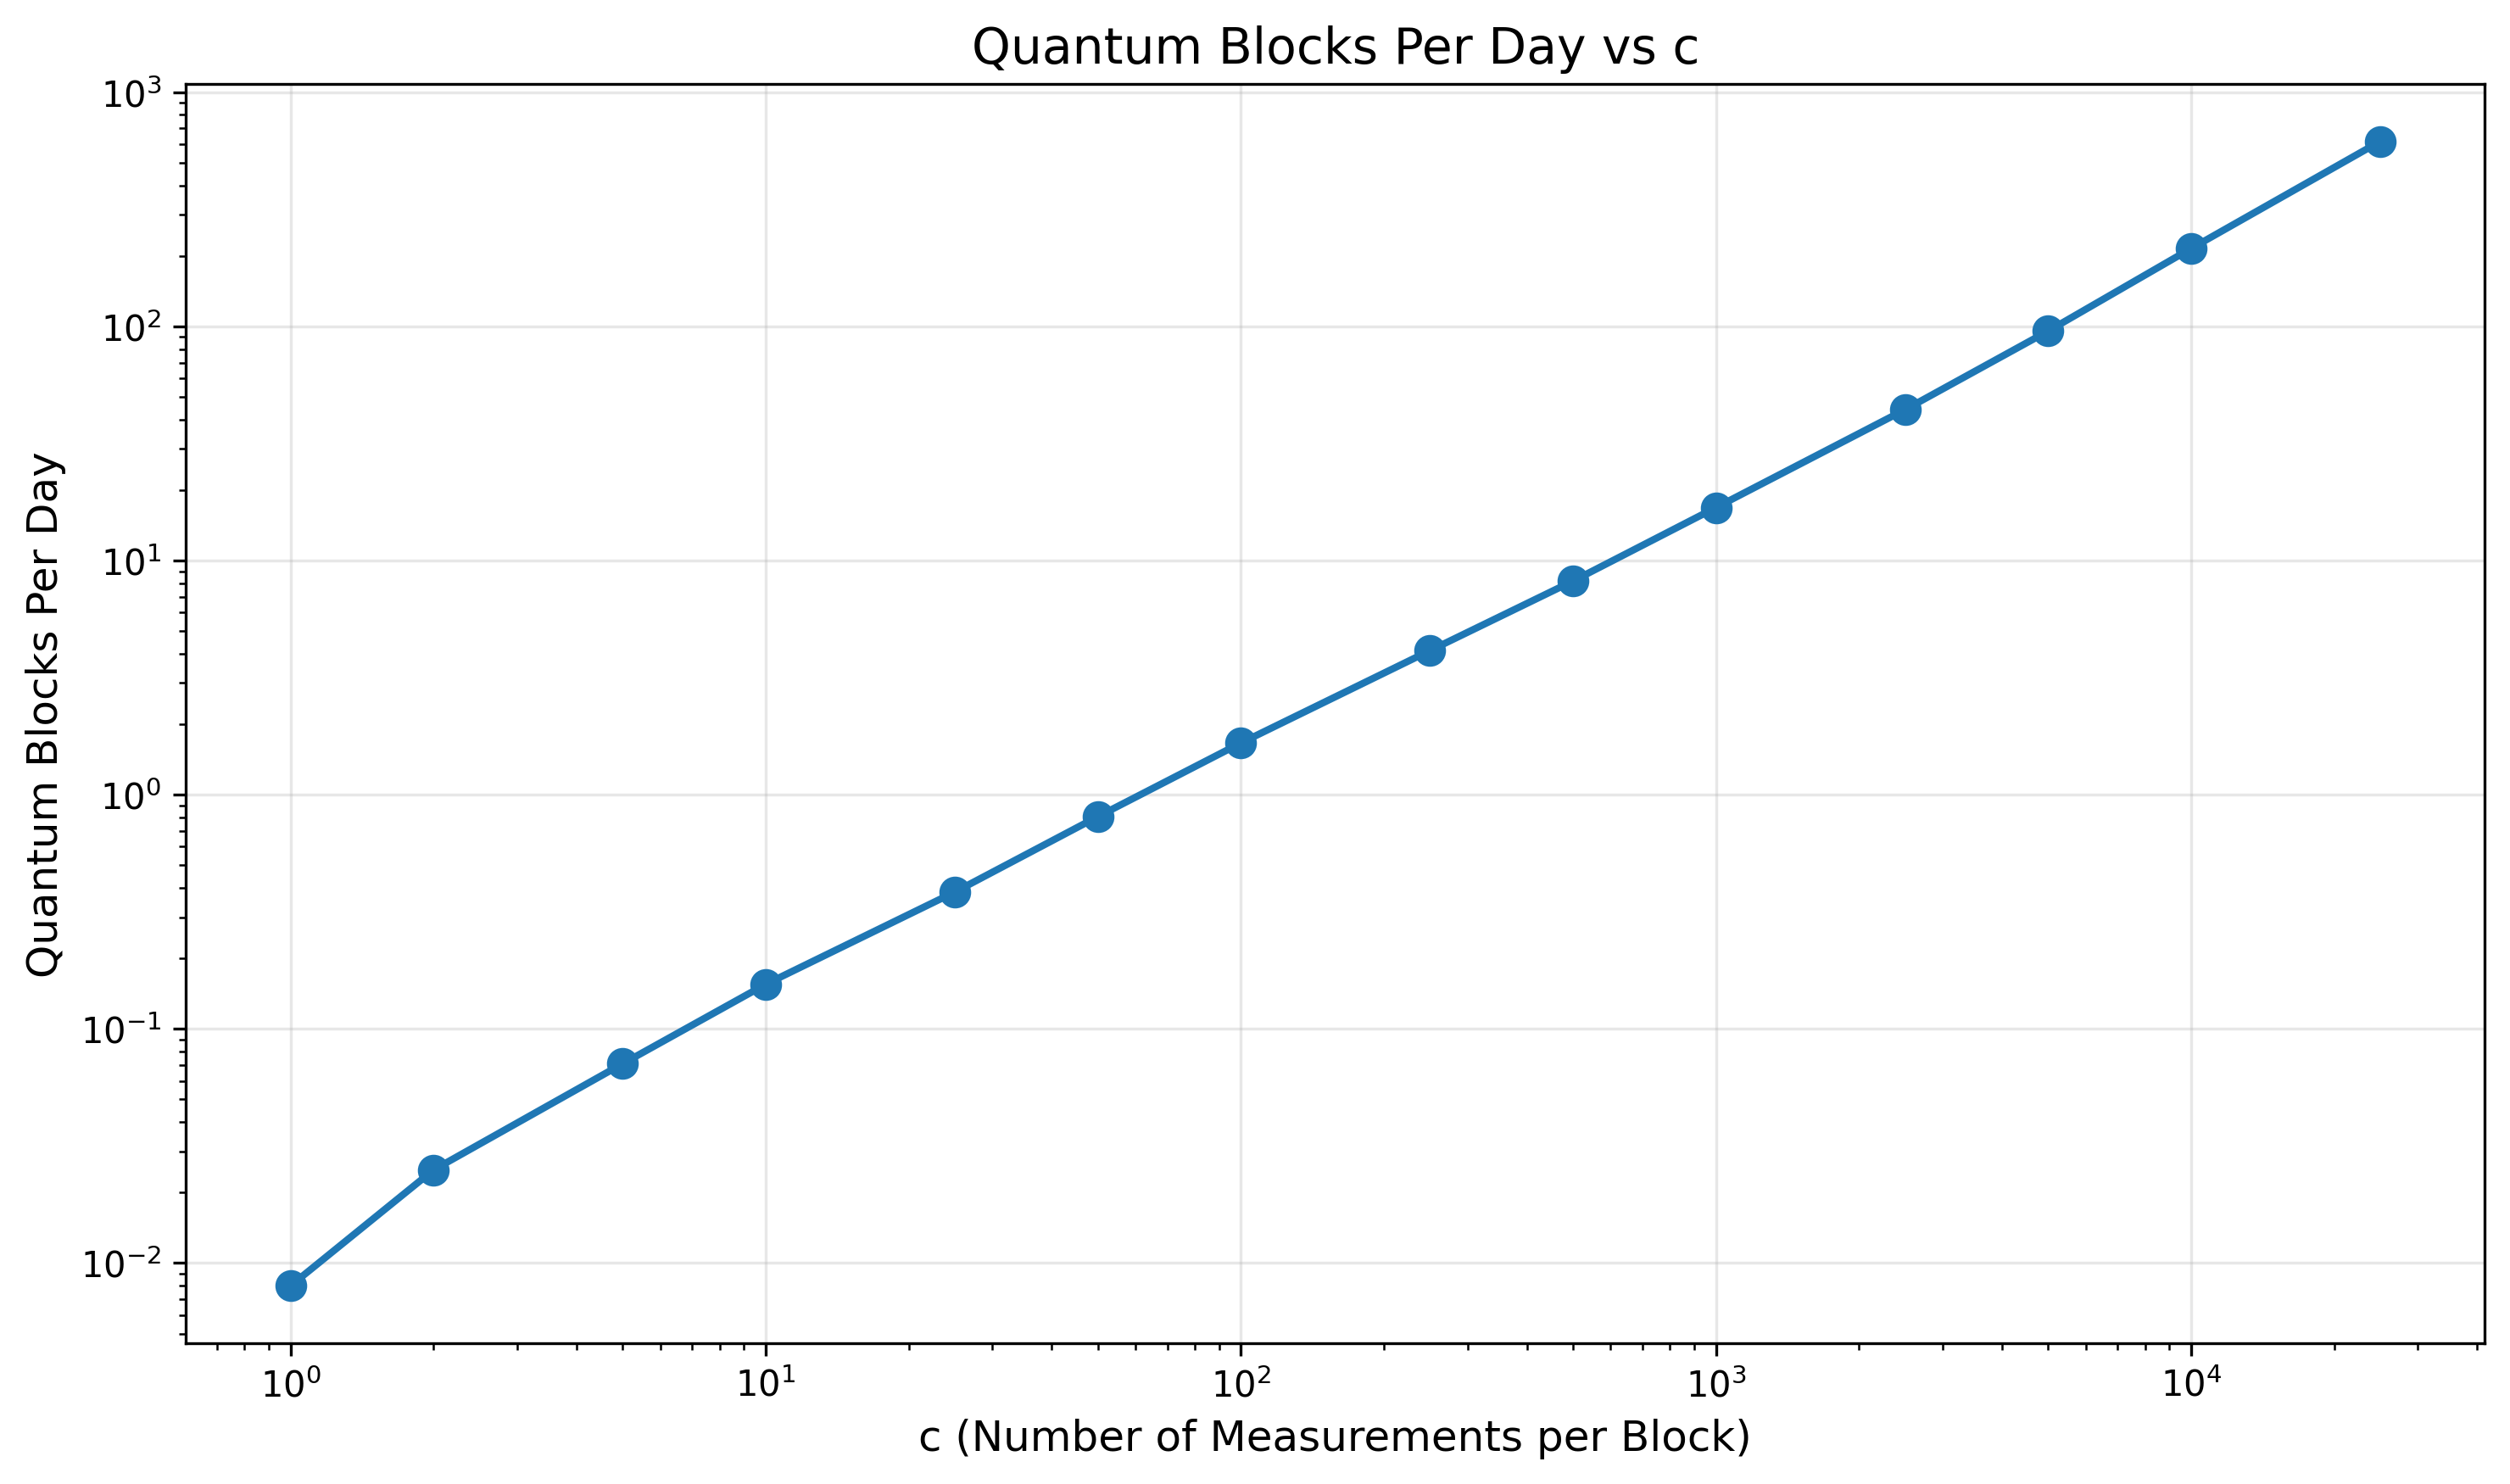 Quantum Blocks Per Day vs c
Quantum Blocks Per Day
10³
10²
10¹
10⁰
10⁻¹
10⁻²
10⁰ 10¹ 10² 10³ 10⁴
c (Number of Measurements per Block)